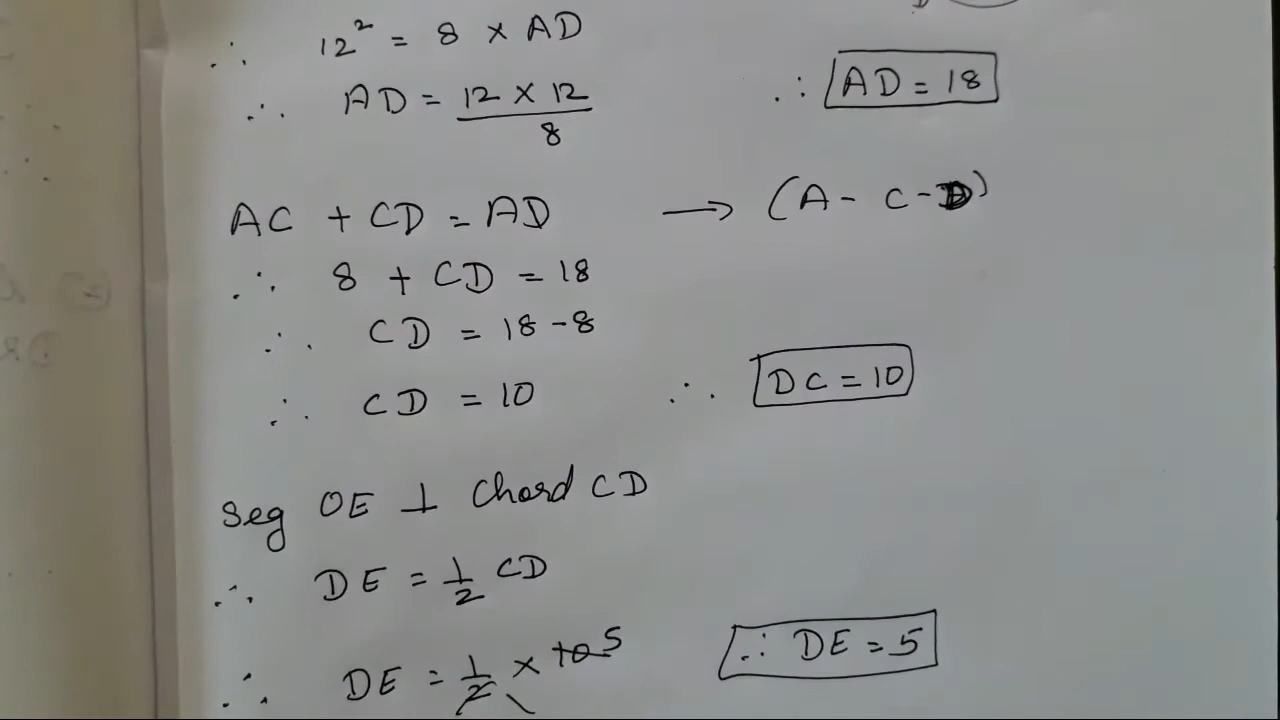 ∴ 12² = 8 × AD
∴ AD = 12 × 12 / 8 ∴ AD = 18
AC + CD = AD → (A - C - D)
∴ 8 + CD = 18
∴ CD = 18 - 8
∴ CD = 10 ∴ DC = 10
Seg OE ⊥ Chord CD
∴ DE = 1/2 CD
∴ DE = 1/2 × 10 5 ∴ DE = 5